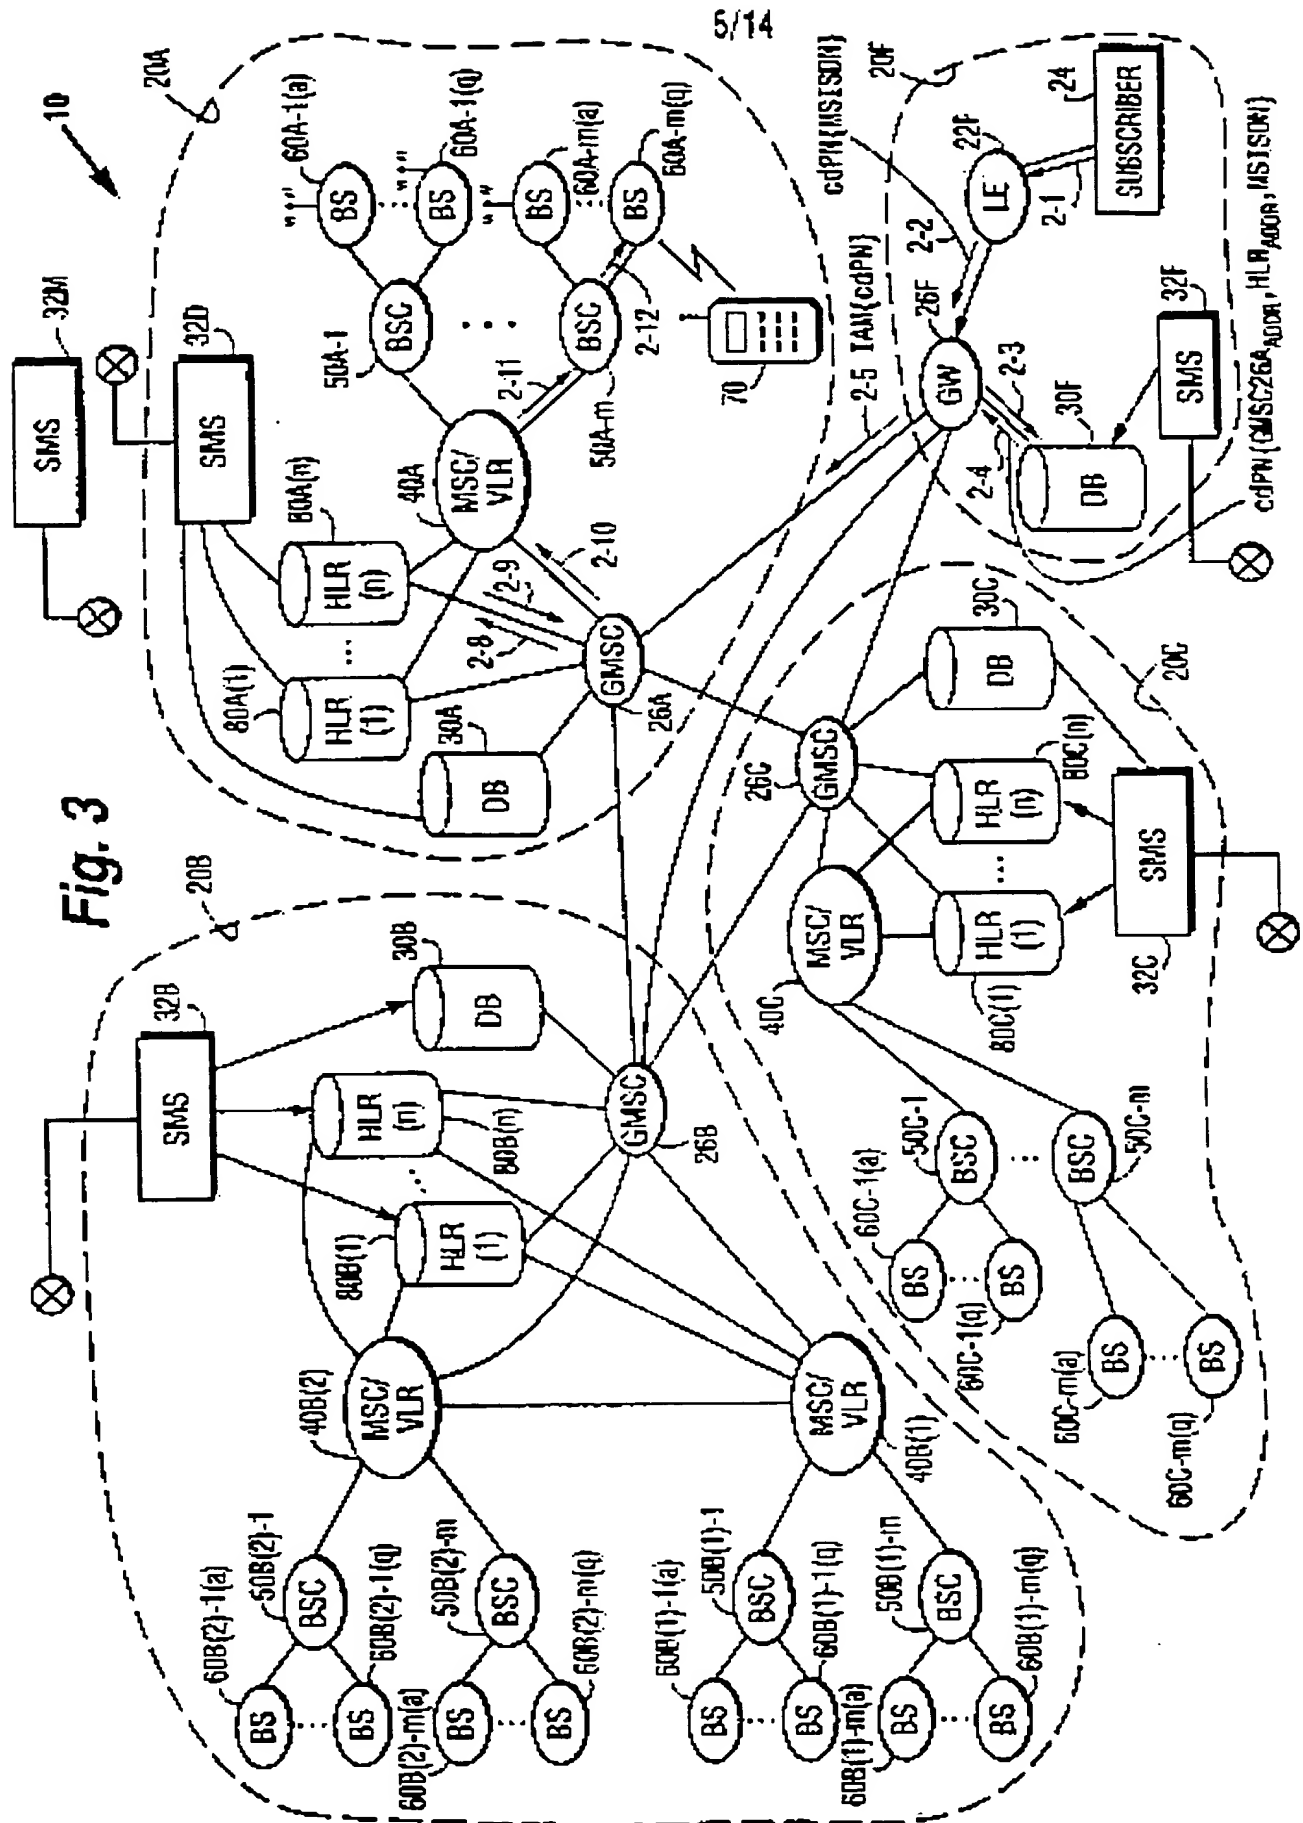 5/14
Fig. 3
10
20A
SMS
32M
SMS
32D
80A(n)
HLR
(n)
...
80A(1)
HLR
(1)
30A
DB
GMSC
26A
2-8
2-9
2-10
40A
MSC/
VLR
50A-1
BSC
2-11
BSC
50A-m
2-12
60A-1(a)
BS
BS
60A-1(q)
BS
60A-m(a)
BS
60A-m(q)
70
cdPN{MSISDN}
20F
24
SUBSCRIBER
22F
LE
2-1
2-2
26F
GW
2-3
2-4
2-5 IAM{cdPN}
30F
DB
32F
SMS
cdPN{GMSC26A ADDR, HLR ADDR, MSISDN}
20B
32B
SMS
30B
DB
HLR
(n)
80B(n)
80B(1)
HLR
(1)
GMSC
26B
40B(2)
MSC/
VLR
MSC/
VLR
40B(1)
60B(2)-1(a)
50B(2)-1
BSC
BS
BS
60B(2)-1(q)
50B(2)-m
BSC
60B(2)-m(a)
BS
BS
60B(2)-m(q)
60B(1)-1(a)
50B(1)-1
BSC
BS
BS
60B(1)-1(q)
50B(1)-m
BSC
60B(1)-m(a)
BS
BS
60B(1)-m(q)
20C
30C
DB
26C
GMSC
80C(n)
HLR
(n)
...
HLR
(1)
80C(1)
SMS
32C
MSC/
VLR
40C
50C-1
BSC
BSC
50C-m
60C-1(a)
BS
BS
60C-1(q)
60C-m(a)
BS
BS
60C-m(q)